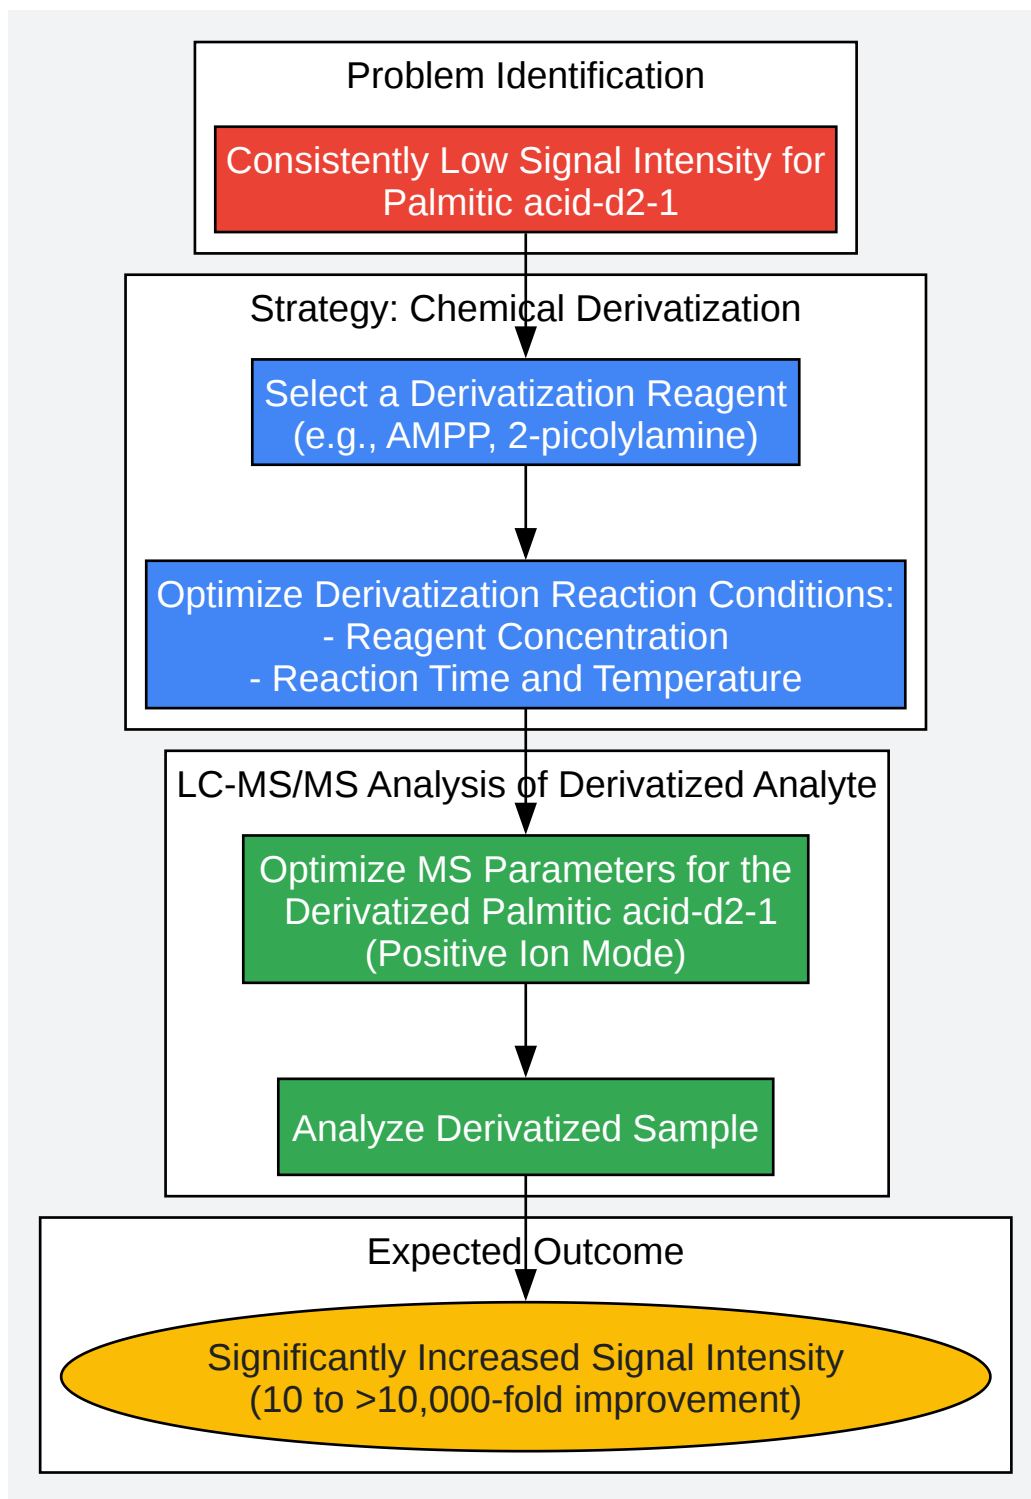 Problem Identification
Consistently Low Signal Intensity for
Palmitic acid-d2-1
Strategy: Chemical Derivatization
Select a Derivatization Reagent
(e.g., AMPP, 2-picolylamine)
Optimize Derivatization Reaction Conditions:
- Reagent Concentration
- Reaction Time and Temperature
LC-MS/MS Analysis of Derivatized Analyte
Optimize MS Parameters for the
Derivatized Palmitic acid-d2-1
(Positive Ion Mode)
Analyze Derivatized Sample
Expected Outcome
Significantly Increased Signal Intensity
(10 to >10,000-fold improvement)